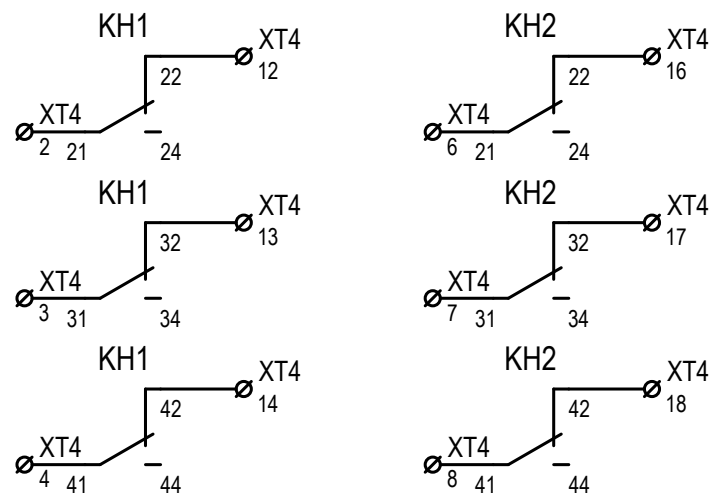 KH1 KH2
XT4 XT4
12 16
22 22
XT4 XT4
2 21 24 6 21 24
KH1 KH2
XT4 XT4
13 17
32 32
XT4 XT4
3 31 34 7 31 34
KH1 KH2
XT4 XT4
14 18
42 42
XT4 XT4
4 41 44 8 41 44